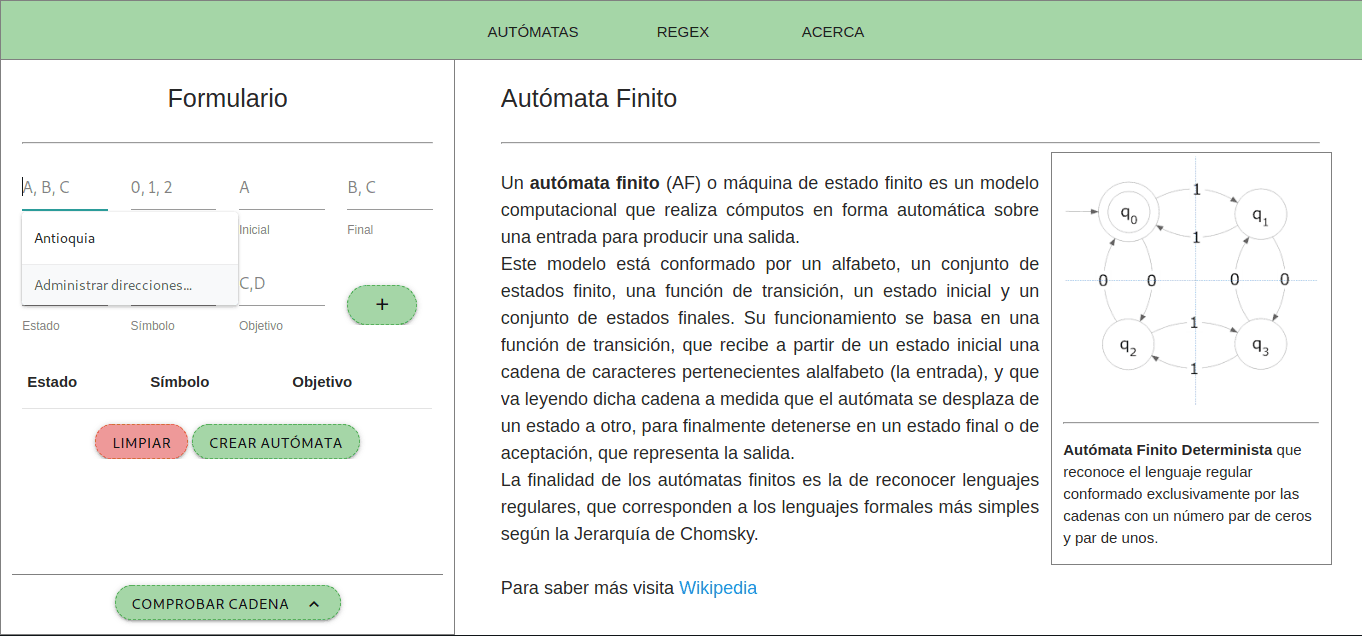 AUTÓMATAS REGEX ACERCA
Formulario
A, B, C 0, 1, 2 A B, C
Antioquia
Administrar direcciones...
Inicial Final
C,D
+
Estado Símbolo Objetivo
Estado Símbolo Objetivo
LIMPIAR CREAR AUTÓMATA
COMPROBAR CADENA
Autómata Finito
Un autómata finito (AF) o máquina de estado finito es un modelo
computacional que realiza cómputos en forma automática sobre
una entrada para producir una salida.
Este modelo está conformado por un alfabeto, un conjunto de
estados finito, una función de transición, un estado inicial y un
conjunto de estados finales. Su funcionamiento se basa en una
función de transición, que recibe a partir de un estado inicial una
cadena de caracteres pertenecientes alalfabeto (la entrada), y que
va leyendo dicha cadena a medida que el autómata se desplaza de
un estado a otro, para finalmente detenerse en un estado final o de
aceptación, que representa la salida.
La finalidad de los autómatas finitos es la de reconocer lenguajes
regulares, que corresponden a los lenguajes formales más simples
según la Jerarquía de Chomsky.
Para saber más visita Wikipedia
1
q0 q1
1
0 0 0 0
1
q2 q3
1
Autómata Finito Determinista que
reconoce el lenguaje regular
conformado exclusivamente por las
cadenas con un número par de ceros
y par de unos.